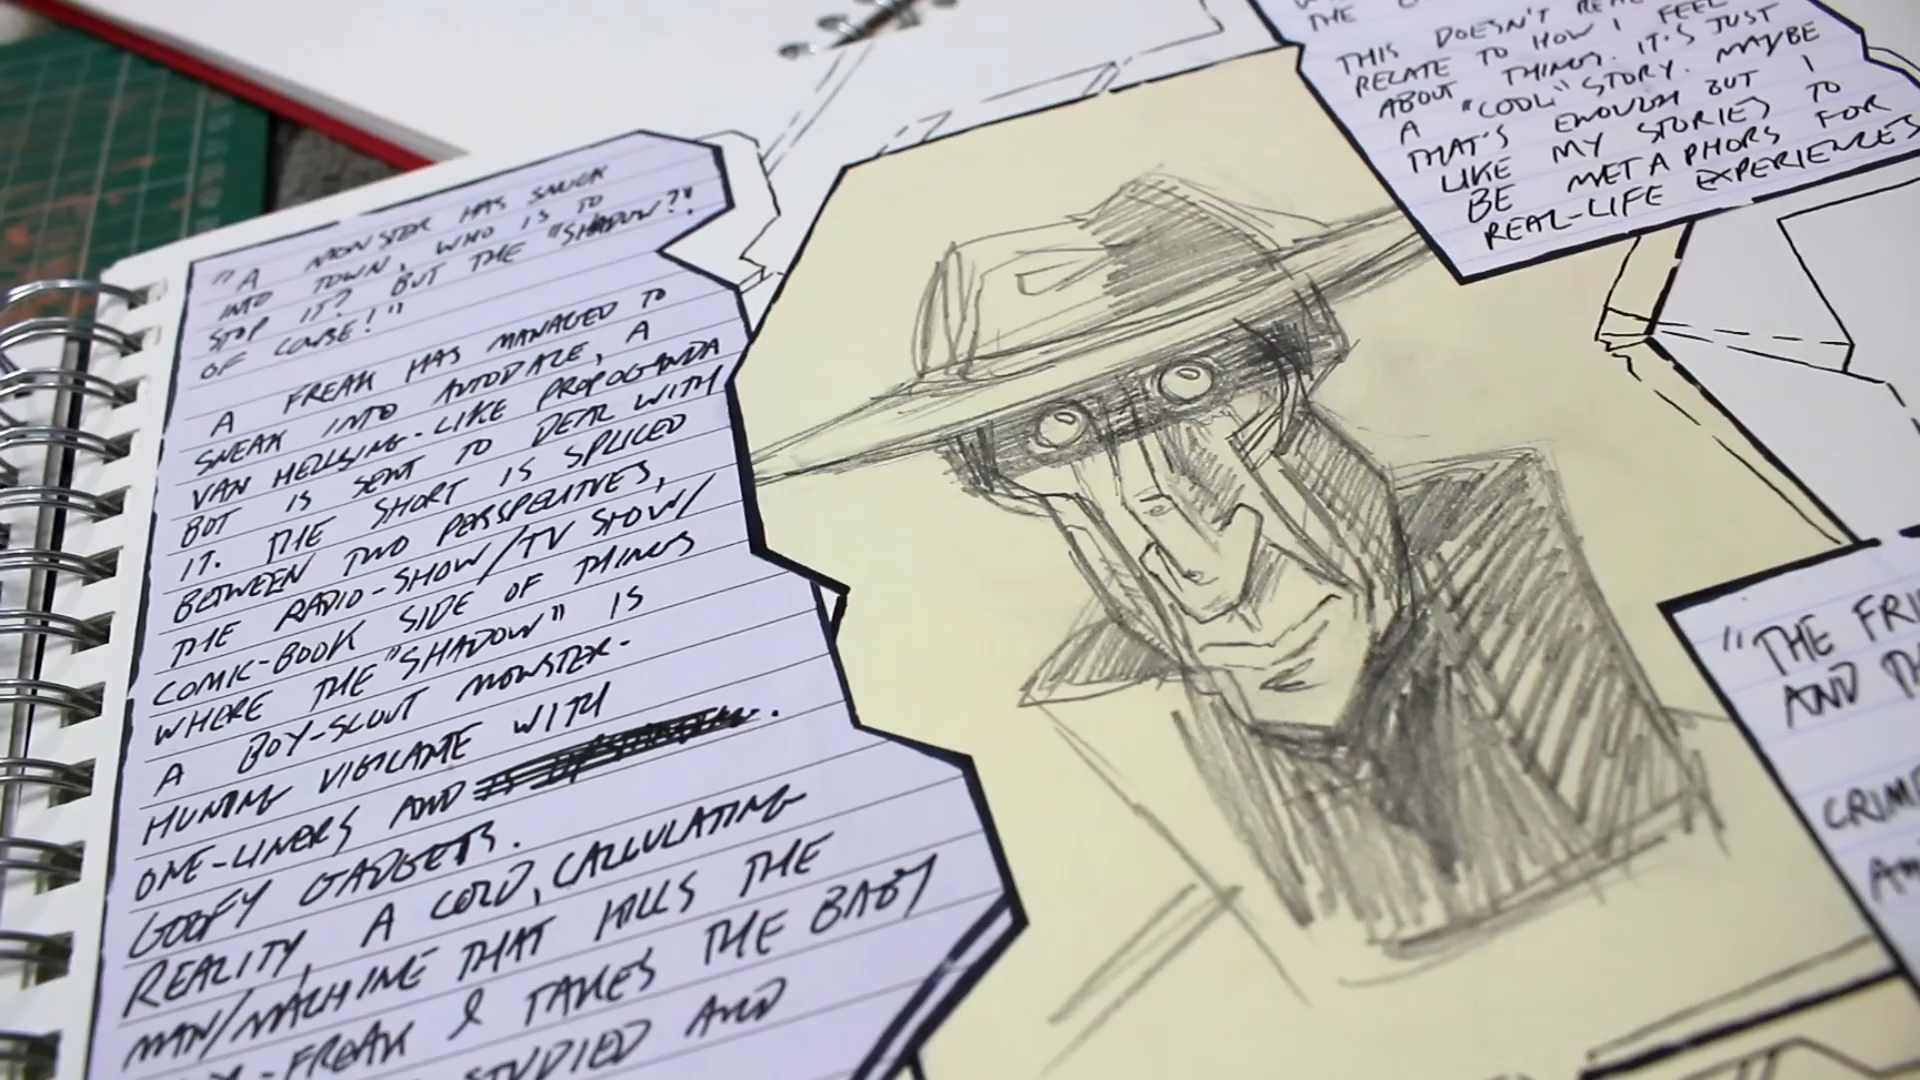 "A MONSTER HAS SNUCK
INTO TOWN, WHO IS TO
STOP IT? BUT THE "SHADOW?"
OF COURSE!"
A FREAK HAS MANAGED TO
SNEAK INTO AUTODALE, A
VAN HELLSING-LIKE PROPOGANDA
BOT IS SENT TO DEAL WITH
IT. THE SHORT IS SPLICED
BETWEEN TWO PERSPECTIVES,
THE RADIO-SHOW/TV SHOW/
COMIC-BOOK SIDE OF THINGS
WHERE THE "SHADOW" IS
A BOY-SCOUT MONSTER-
HUNTING VIGILANTE WITH
ONE-LINERS AND
GOOFY GADGETS.
REALITY, A COLD, CALCULATING
MAN/MACHINE THAT KILLS THE
-FREAK & TAKES THE BABY
STUDIED AND
THE
THIS DOESN'T
RELATE TO HOW I FEEL
ABOUT THINGS. IT'S JUST
A "COOL" STORY. MAYBE
THAT'S ENOUGH BUT I
LIKE MY STORIES TO
BE METAPHORS FOR
REAL-LIFE EXPERIENCES
"THE
AND